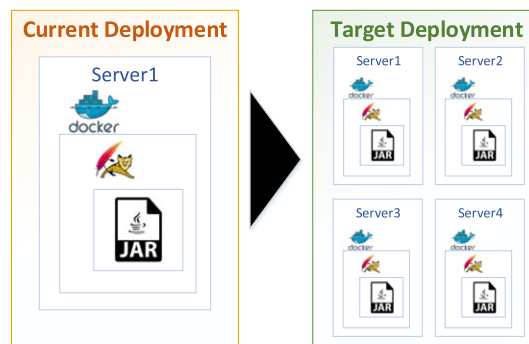 Current Deployment
Server1
docker
JAR
Target Deployment
Server1
Server2
docker
docker
JAR
JAR
Server3
Server4
docker
docker
JAR
JAR